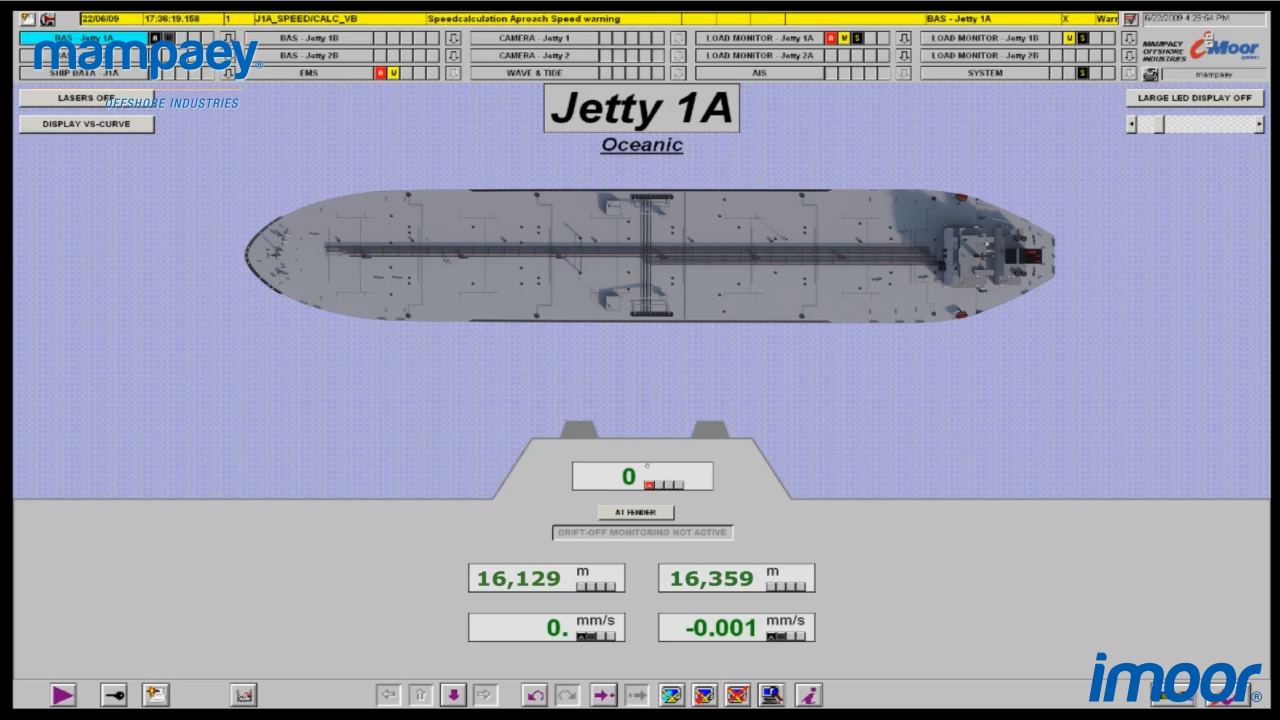 22/06/09 17:36:19.158 1 J1A_SPEED/CALC_VB Speedcalculation Aproach Speed warning BAS - Jetty 1A X Warr 6/22/2009 4:29:54 PM
BAS - Jetty 1A BAS - Jetty 1B CAMERA - Jetty 1 LOAD MONITOR - Jetty 1A A W S LOAD MONITOR - Jetty 1B W S
mampaey®
BAS BAS - Jetty 2B CAMERA - Jetty 2 LOAD MONITOR - Jetty 2A LOAD MONITOR - Jetty 2B
MAMPAEY OFFSHORE INDUSTRIES Moor
SHIP DATA - J1A EMS A W WAVE & TIDE AIS SYSTEM S mampaey
LASERS OFF OFFSHORE INDUSTRIES Jetty 1A LARGE LED DISPLAY OFF
DISPLAY VS-CURVE
Oceanic
0 °
AT FENDER
DRIFT-OFF MONITORING NOT ACTIVE
16,129 m 16,359 m
0. mm/s -0.001 mm/s
imoor®